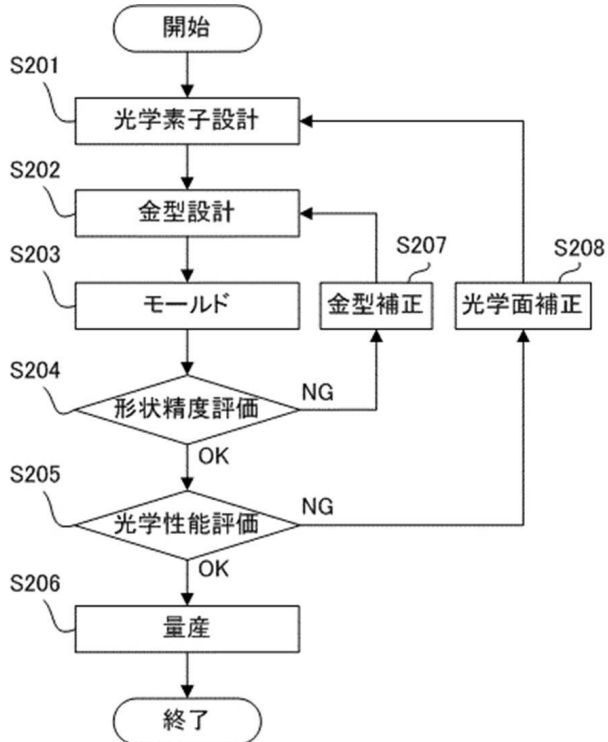 開始
S201
光学素子設計
S202
金型設計
S203
モールド
S207
金型補正
S208
光学面補正
S204
形状精度評価
NG
OK
S205
光学性能評価
NG
OK
S206
量産
終了